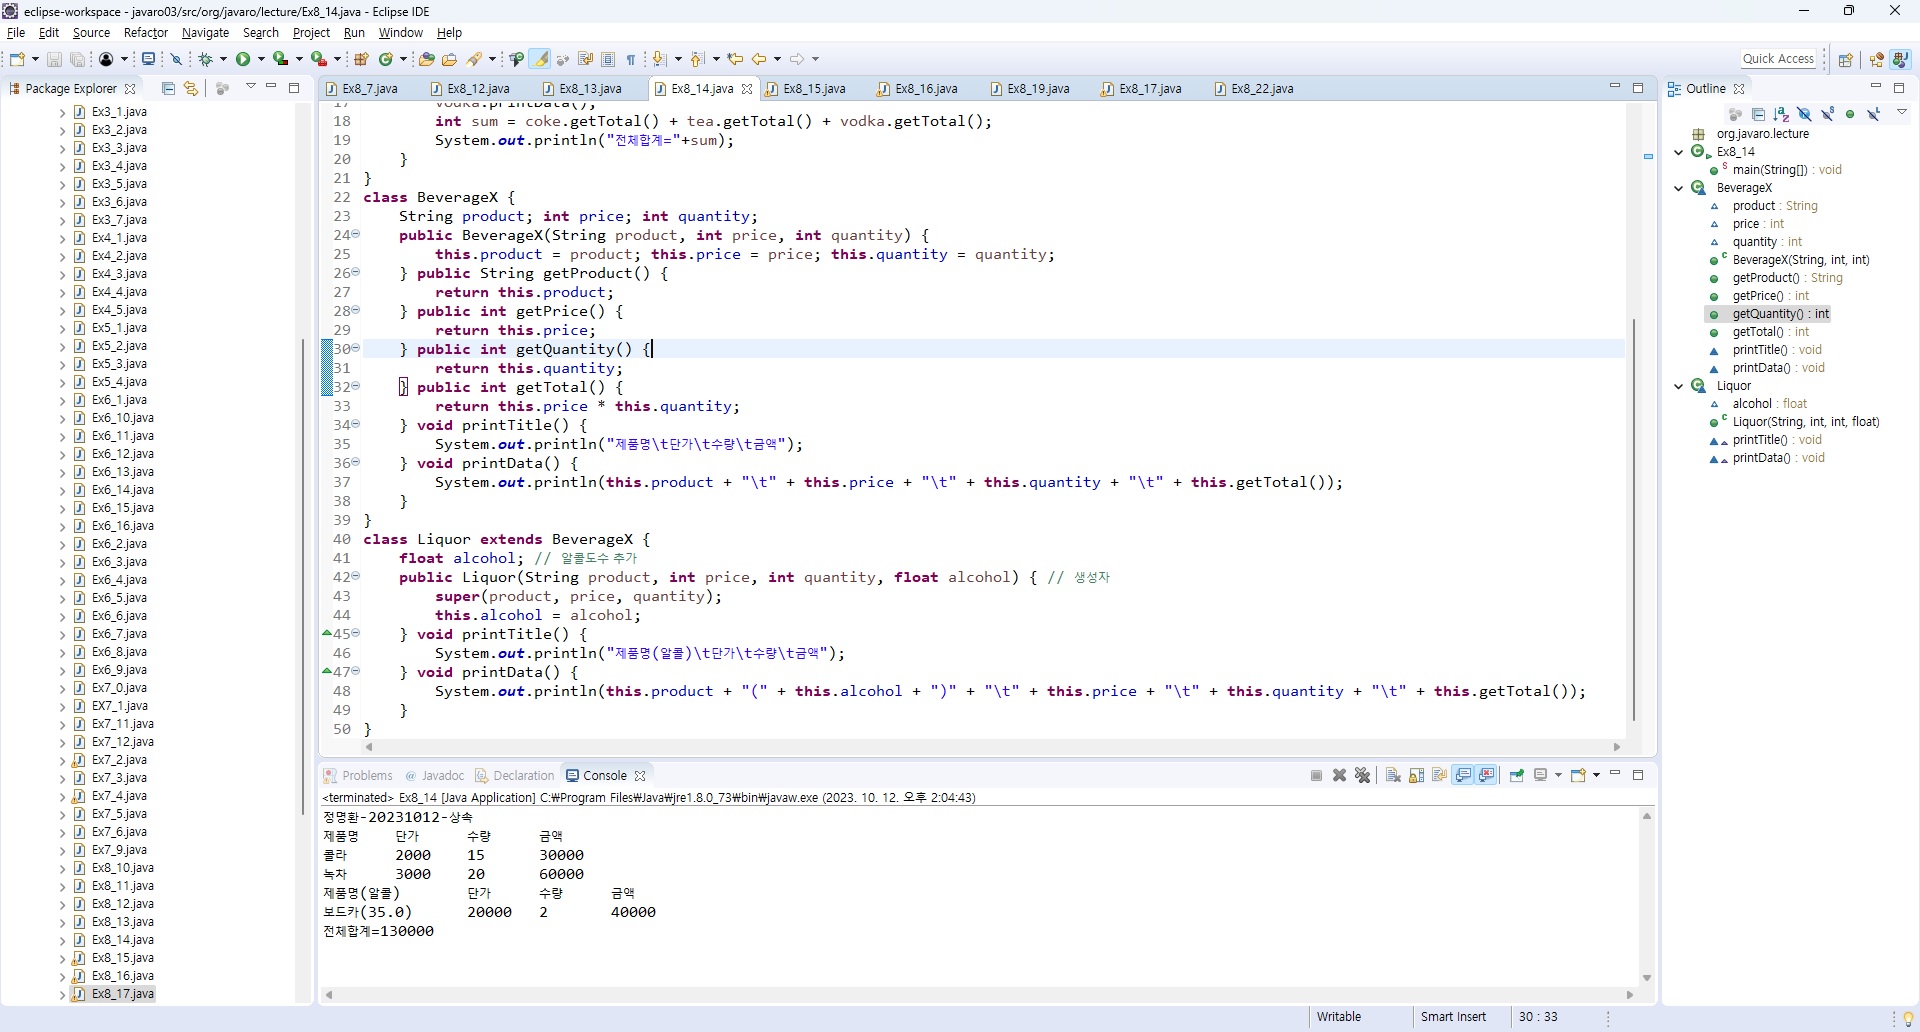 eclipse-workspace - javaro03/src/org/javaro/lecture/Ex8_14.java - Eclipse IDE
File Edit Source Refactor Navigate Search Project Run Window Help
Quick Access
Package Explorer
Ex3_1.java
Ex3_2.java
Ex3_3.java
Ex3_4.java
Ex3_5.java
Ex3_6.java
Ex3_7.java
Ex4_1.java
Ex4_2.java
Ex4_3.java
Ex4_4.java
Ex4_5.java
Ex5_1.java
Ex5_2.java
Ex5_3.java
Ex5_4.java
Ex6_1.java
Ex6_10.java
Ex6_11.java
Ex6_12.java
Ex6_13.java
Ex6_14.java
Ex6_15.java
Ex6_16.java
Ex6_2.java
Ex6_3.java
Ex6_4.java
Ex6_5.java
Ex6_6.java
Ex6_7.java
Ex6_8.java
Ex6_9.java
Ex7_0.java
EX7_1.java
Ex7_11.java
Ex7_12.java
Ex7_2.java
Ex7_3.java
Ex7_4.java
Ex7_5.java
Ex7_6.java
Ex7_9.java
Ex8_10.java
Ex8_11.java
Ex8_12.java
Ex8_13.java
Ex8_14.java
Ex8_15.java
Ex8_16.java
Ex8_17.java
Ex8_7.java Ex8_12.java Ex8_13.java Ex8_14.java Ex8_15.java Ex8_16.java Ex8_19.java Ex8_17.java Ex8_22.java
17 vodka.printData();
18 int sum = coke.getTotal() + tea.getTotal() + vodka.getTotal();
19 System.out.println("전체합계="+sum);
20 }
21 }
22 class BeverageX {
23 String product; int price; int quantity;
24 public BeverageX(String product, int price, int quantity) {
25 this.product = product; this.price = price; this.quantity = quantity;
26 } public String getProduct() {
27 return this.product;
28 } public int getPrice() {
29 return this.price;
30 } public int getQuantity() {
31 return this.quantity;
32 } public int getTotal() {
33 return this.price * this.quantity;
34 } void printTitle() {
35 System.out.println("제품명\t단가\t수량\t금액");
36 } void printData() {
37 System.out.println(this.product + "\t" + this.price + "\t" + this.quantity + "\t" + this.getTotal());
38 }
39 }
40 class Liquor extends BeverageX {
41 float alcohol; // 알콜도수 추가
42 public Liquor(String product, int price, int quantity, float alcohol) { // 생성자
43 super(product, price, quantity);
44 this.alcohol = alcohol;
45 } void printTitle() {
46 System.out.println("제품명(알콜)\t단가\t수량\t금액");
47 } void printData() {
48 System.out.println(this.product + "(" + this.alcohol + ")" + "\t" + this.price + "\t" + this.quantity + "\t" + this.getTotal());
49 }
50 }
Problems Javadoc Declaration Console
<terminated> Ex8_14 [Java Application] C:₩Program Files₩Java₩jre1.8.0_73₩bin₩javaw.exe (2023. 10. 12. 오후 2:04:43)
정명환-20231012-상속
제품명 단가 수량 금액
콜라 2000 15 30000
녹차 3000 20 60000
제품명(알콜) 단가 수량 금액
보드카(35.0) 20000 2 40000
전체합계=130000
Outline
org.javaro.lecture
Ex8_14
main(String[]) : void
BeverageX
product : String
price : int
quantity : int
BeverageX(String, int, int)
getProduct() : String
getPrice() : int
getQuantity() : int
getTotal() : int
printTitle() : void
printData() : void
Liquor
alcohol : float
Liquor(String, int, int, float)
printTitle() : void
printData() : void
Writable Smart Insert 30 : 33